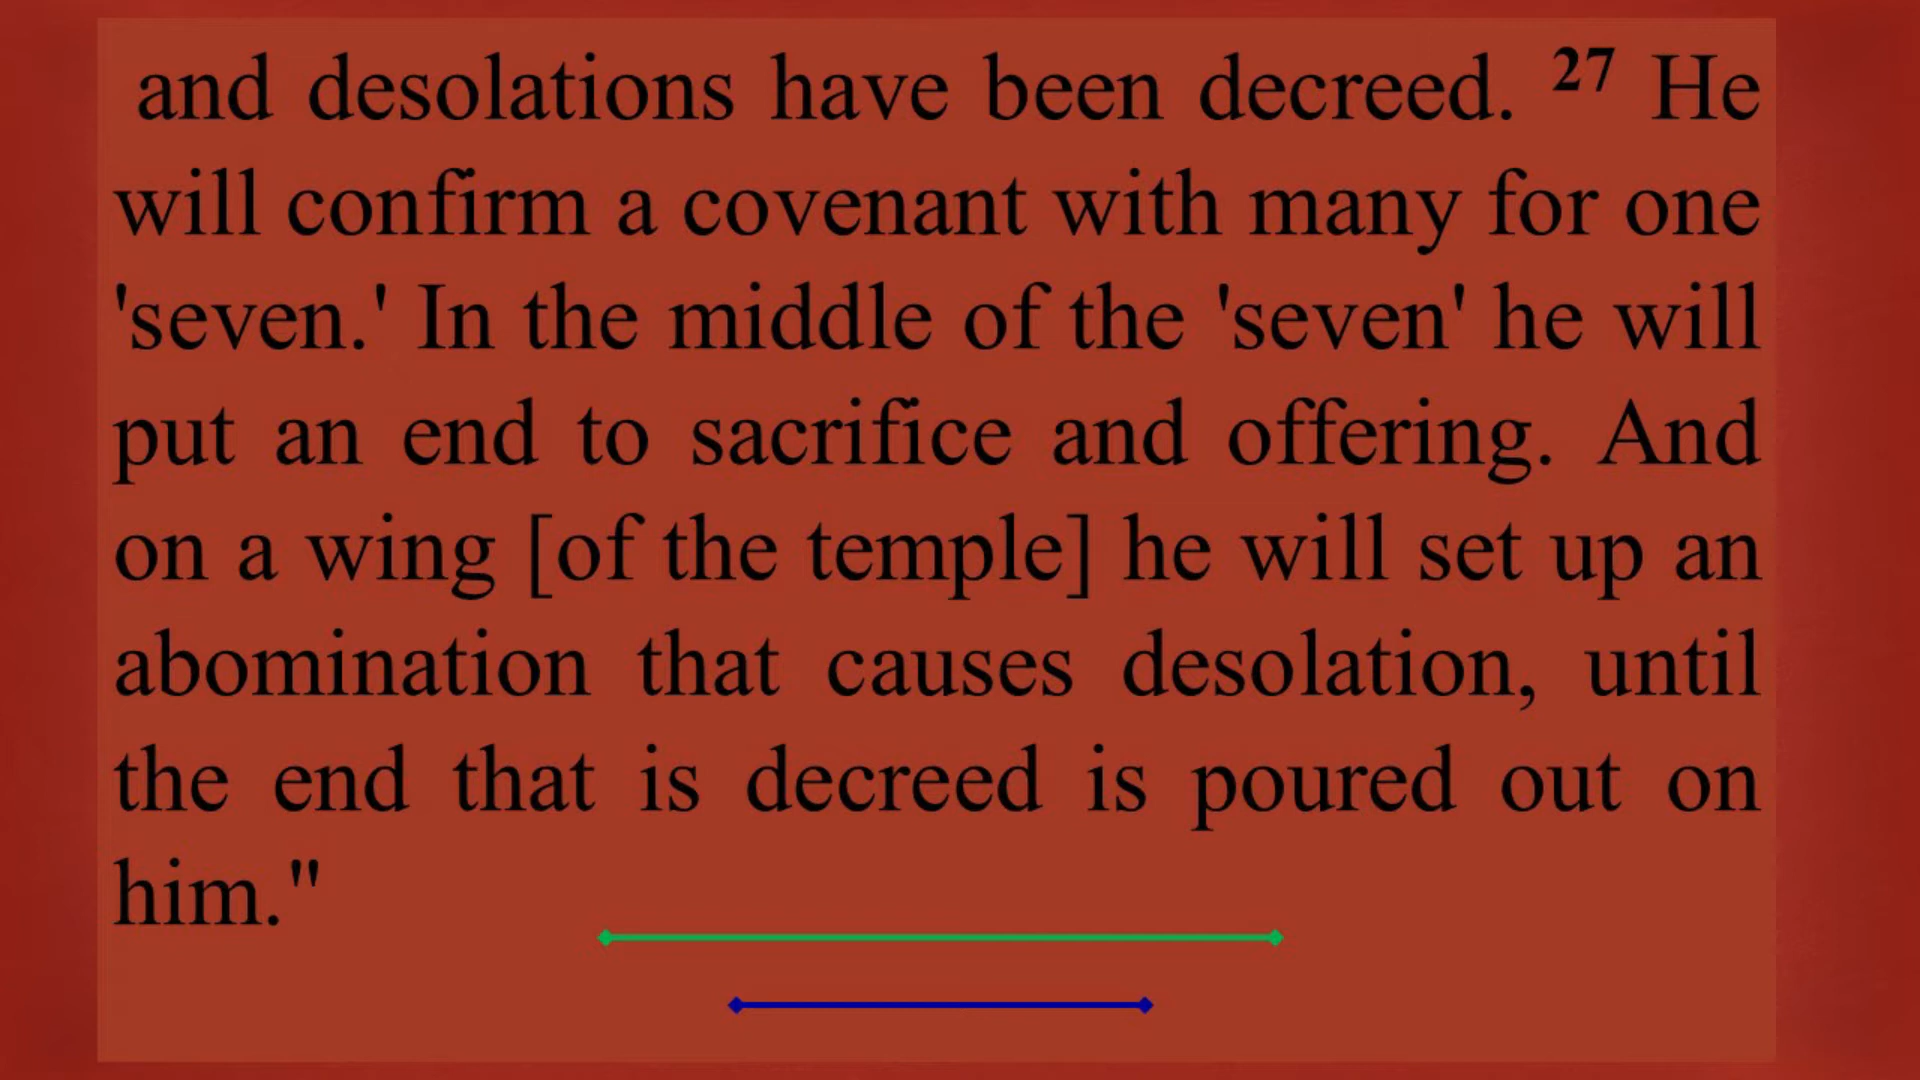 and desolations have been decreed. 27 He
will confirm a covenant with many for one
'seven.' In the middle of the 'seven' he will
put an end to sacrifice and offering. And
on a wing [of the temple] he will set up an
abomination that causes desolation, until
the end that is decreed is poured out on
him."